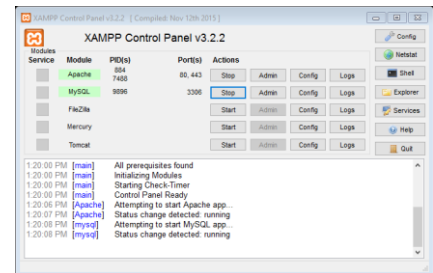 XAMPP Control Panel v3.2.2 [ Compiled: Nov 12th 2015 ]
XAMPP Control Panel v3.2.2
Config
Modules
Service Module PID(s) Port(s) Actions
Netstat
Apache 884 7488 80, 443 Stop Admin Config Logs
Shell
MySQL 9896 3306 Stop Admin Config Logs
Explorer
FileZilla Start Admin Config Logs
Services
Mercury Start Admin Config Logs
Help
Tomcat Start Admin Config Logs
Quit
1:20:00 PM [main] All prerequisites found
1:20:00 PM [main] Initializing Modules
1:20:00 PM [main] Starting Check-Timer
1:20:00 PM [main] Control Panel Ready
1:20:06 PM [Apache] Attempting to start Apache app...
1:20:07 PM [Apache] Status change detected: running
1:20:08 PM [mysql] Attempting to start MySQL app...
1:20:08 PM [mysql] Status change detected: running